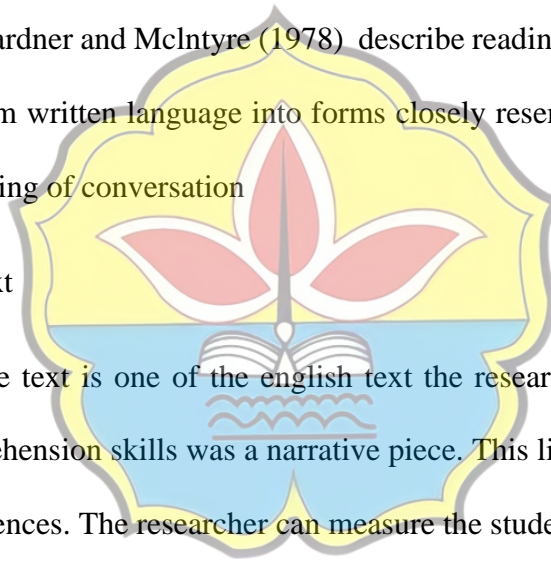 ardner and Mclntyre (1978) describe readin
n written language into forms closely reser
ing of conversation
xt
e text is one of the english text the resear
ehension skills was a narrative piece. This li
ences. The researcher can measure the stude